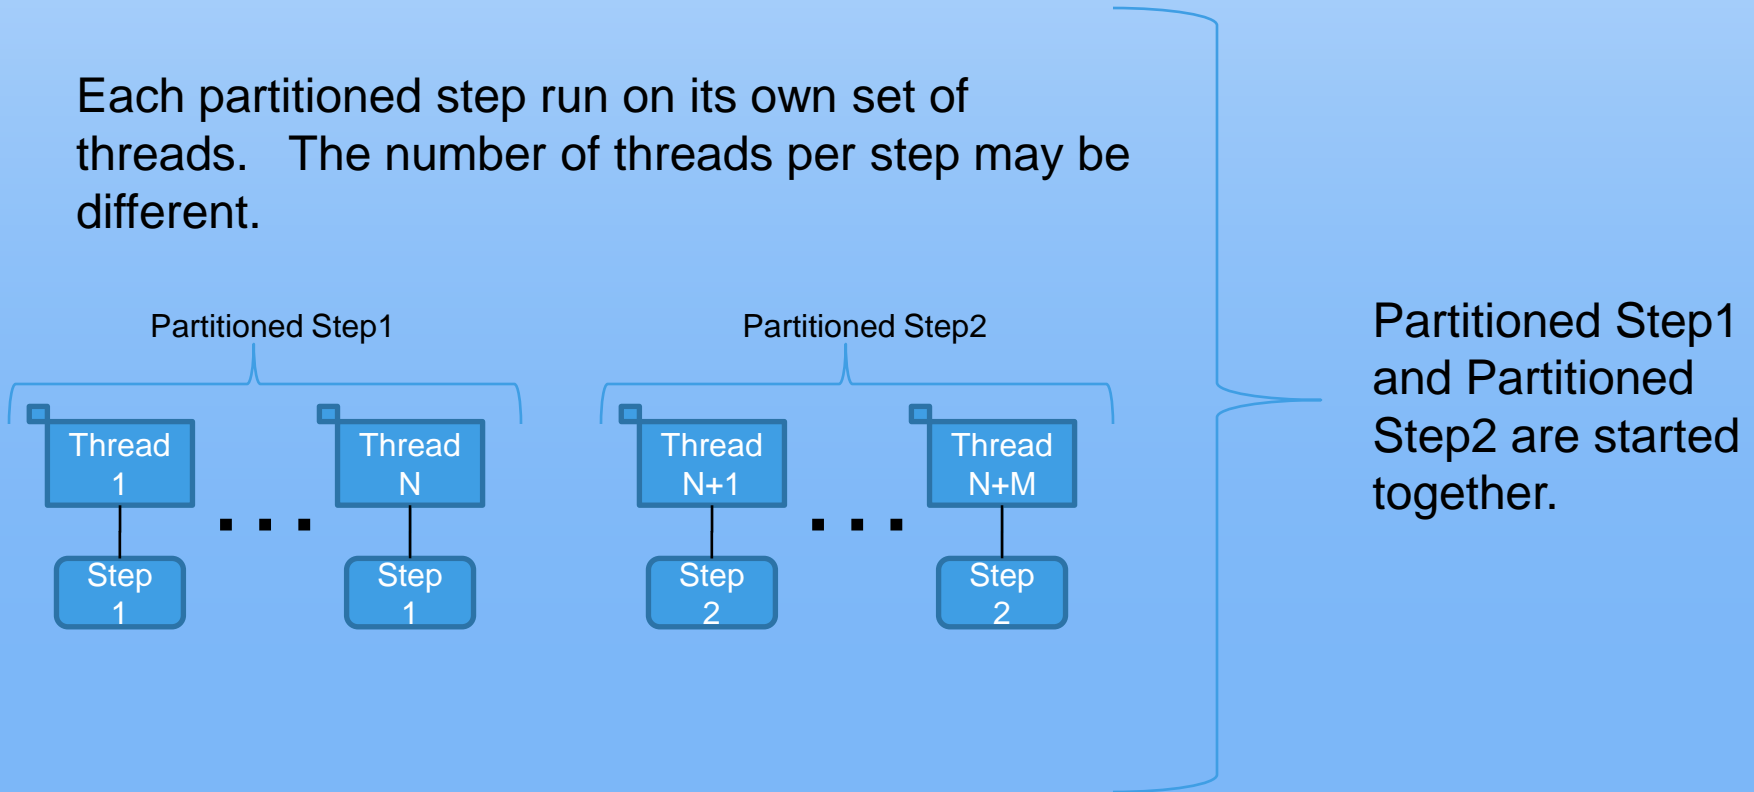 Each partitioned step run on its own set of
threads.   The number of threads per step may be
different.
Partitioned Step1
Partitioned Step2
Thread
1
Thread
N
Thread
N+1
Thread
N+M
. . .
. . .
Step
1
Step
1
Step
2
Step
2
Partitioned Step1
and Partitioned
Step2 are started
together.